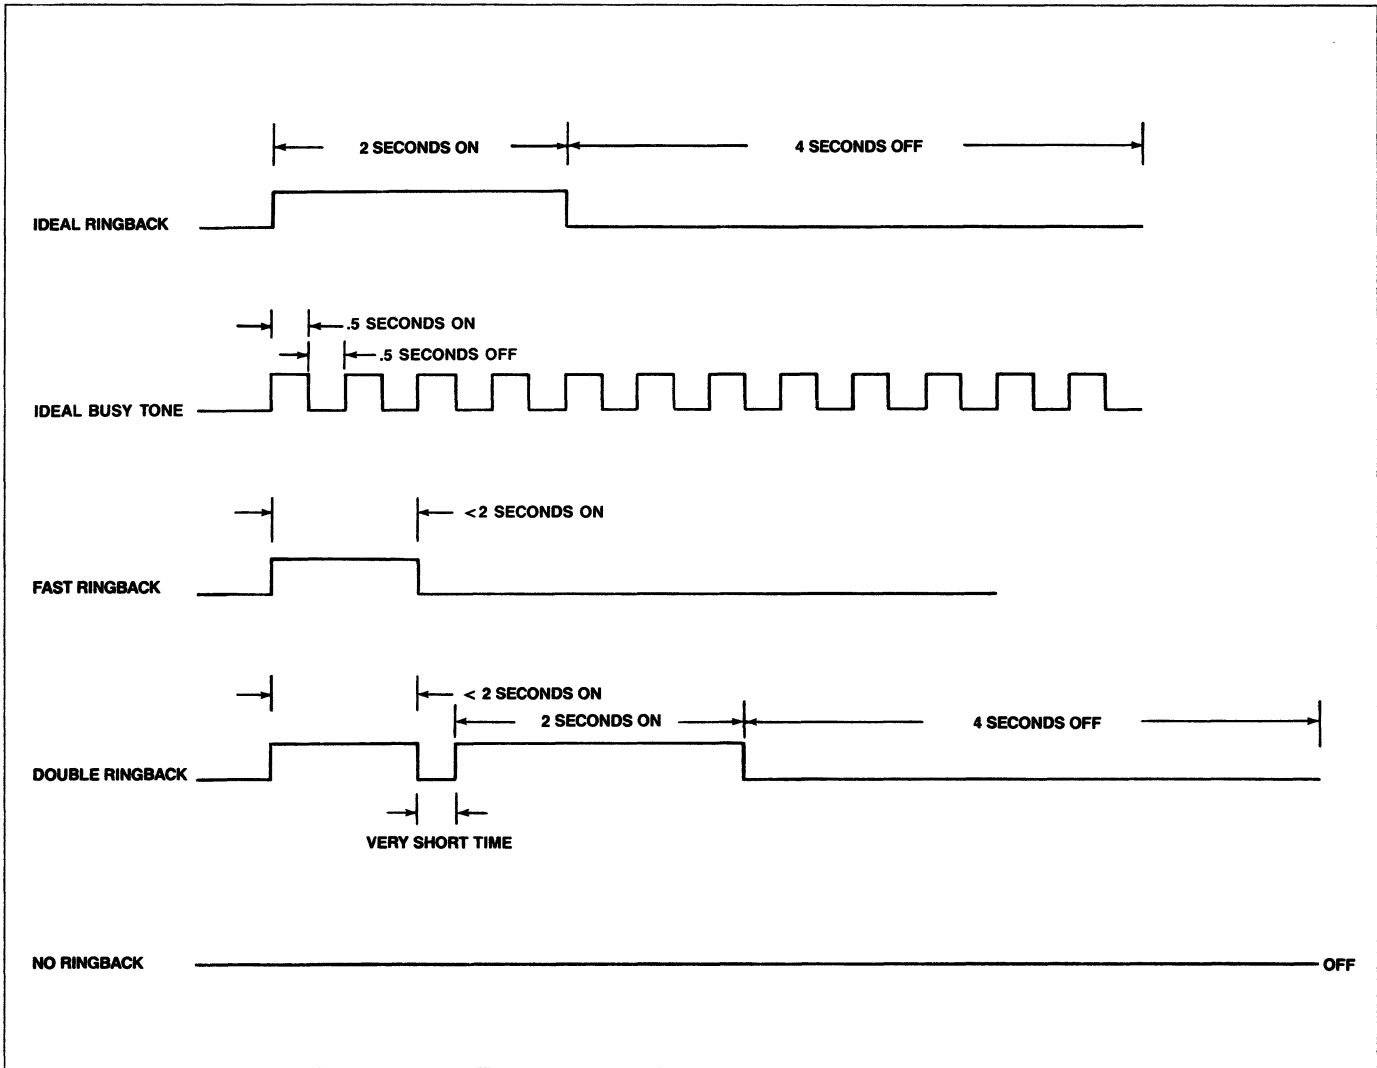 2 SECONDS ON
4 SECONDS OFF
IDEAL RINGBACK
.5 SECONDS ON
.5 SECONDS OFF
IDEAL BUSY TONE
<2 SECONDS ON
FAST RINGBACK
< 2 SECONDS ON
2 SECONDS ON
4 SECONDS OFF
DOUBLE RINGBACK
VERY SHORT TIME
NO RINGBACK
OFF